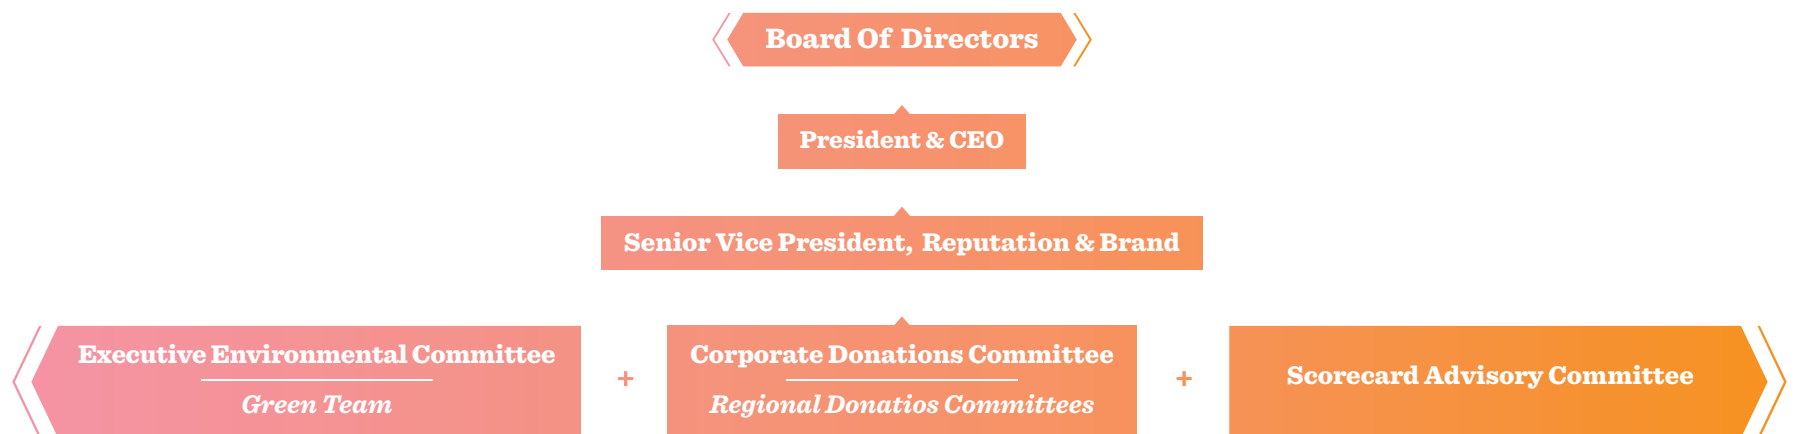 Board Of Directors
President & CEO
Senior Vice President, Reputation & Brand
Executive Environmental Committee
Green Team
+
Corporate Donations Committee
Regional Donatios Committees
+
Scorecard Advisory Committee